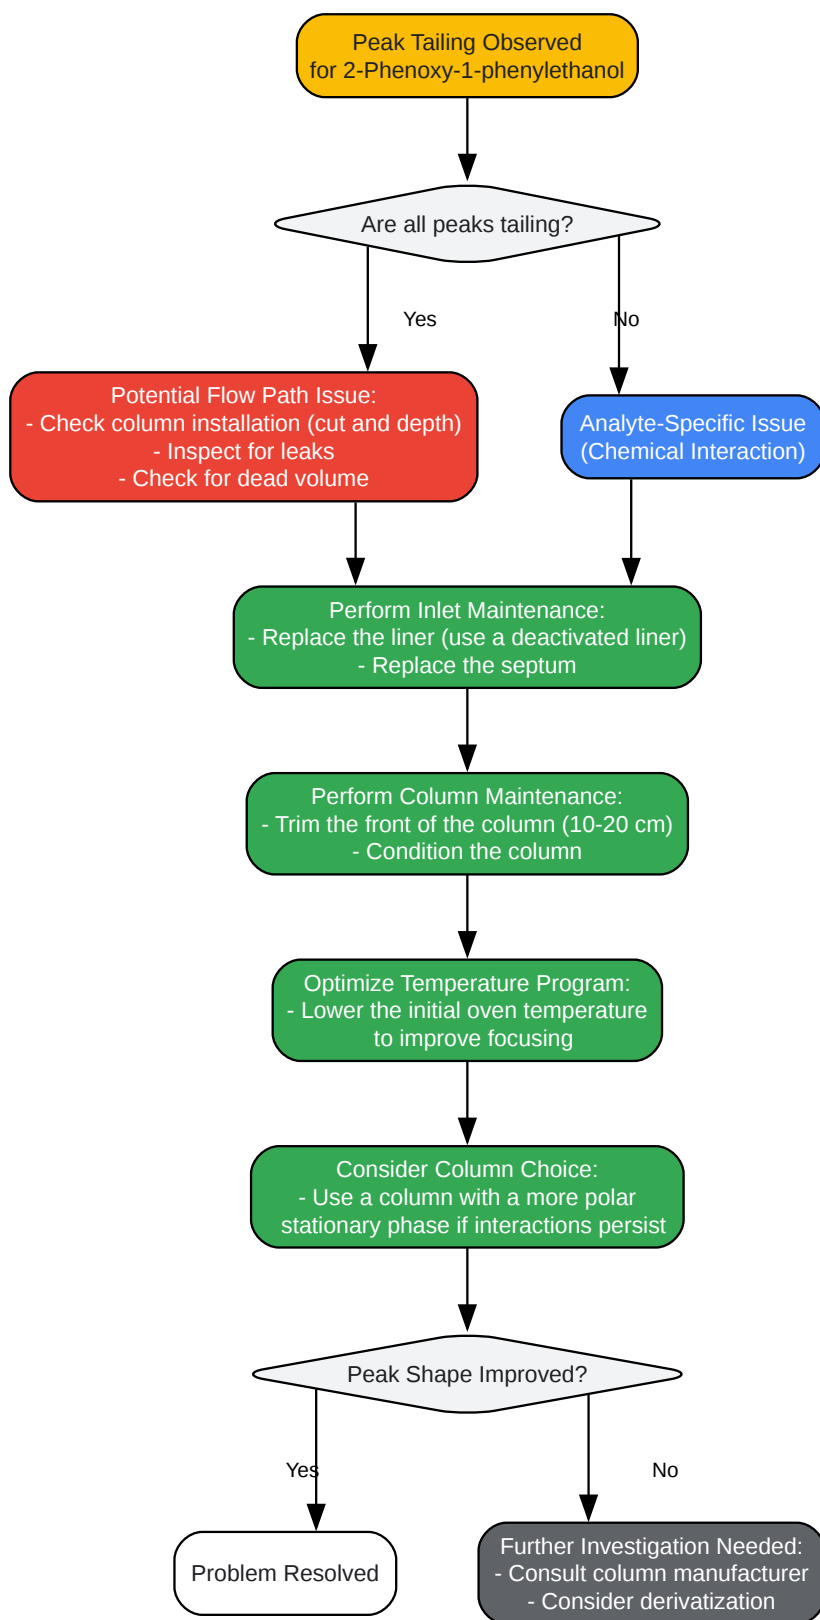 Peak Tailing Observed
for 2-Phenoxy-1-phenylethanol
Are all peaks tailing?
Yes
No
Potential Flow Path Issue:
- Check column installation (cut and depth)
- Inspect for leaks
- Check for dead volume
Analyte-Specific Issue
(Chemical Interaction)
Perform Inlet Maintenance:
- Replace the liner (use a deactivated liner)
- Replace the septum
Perform Column Maintenance:
- Trim the front of the column (10-20 cm)
- Condition the column
Optimize Temperature Program:
- Lower the initial oven temperature
to improve focusing
Consider Column Choice:
- Use a column with a more polar
stationary phase if interactions persist
Peak Shape Improved?
Yes
No
Problem Resolved
Further Investigation Needed:
- Consult column manufacturer
- Consider derivatization